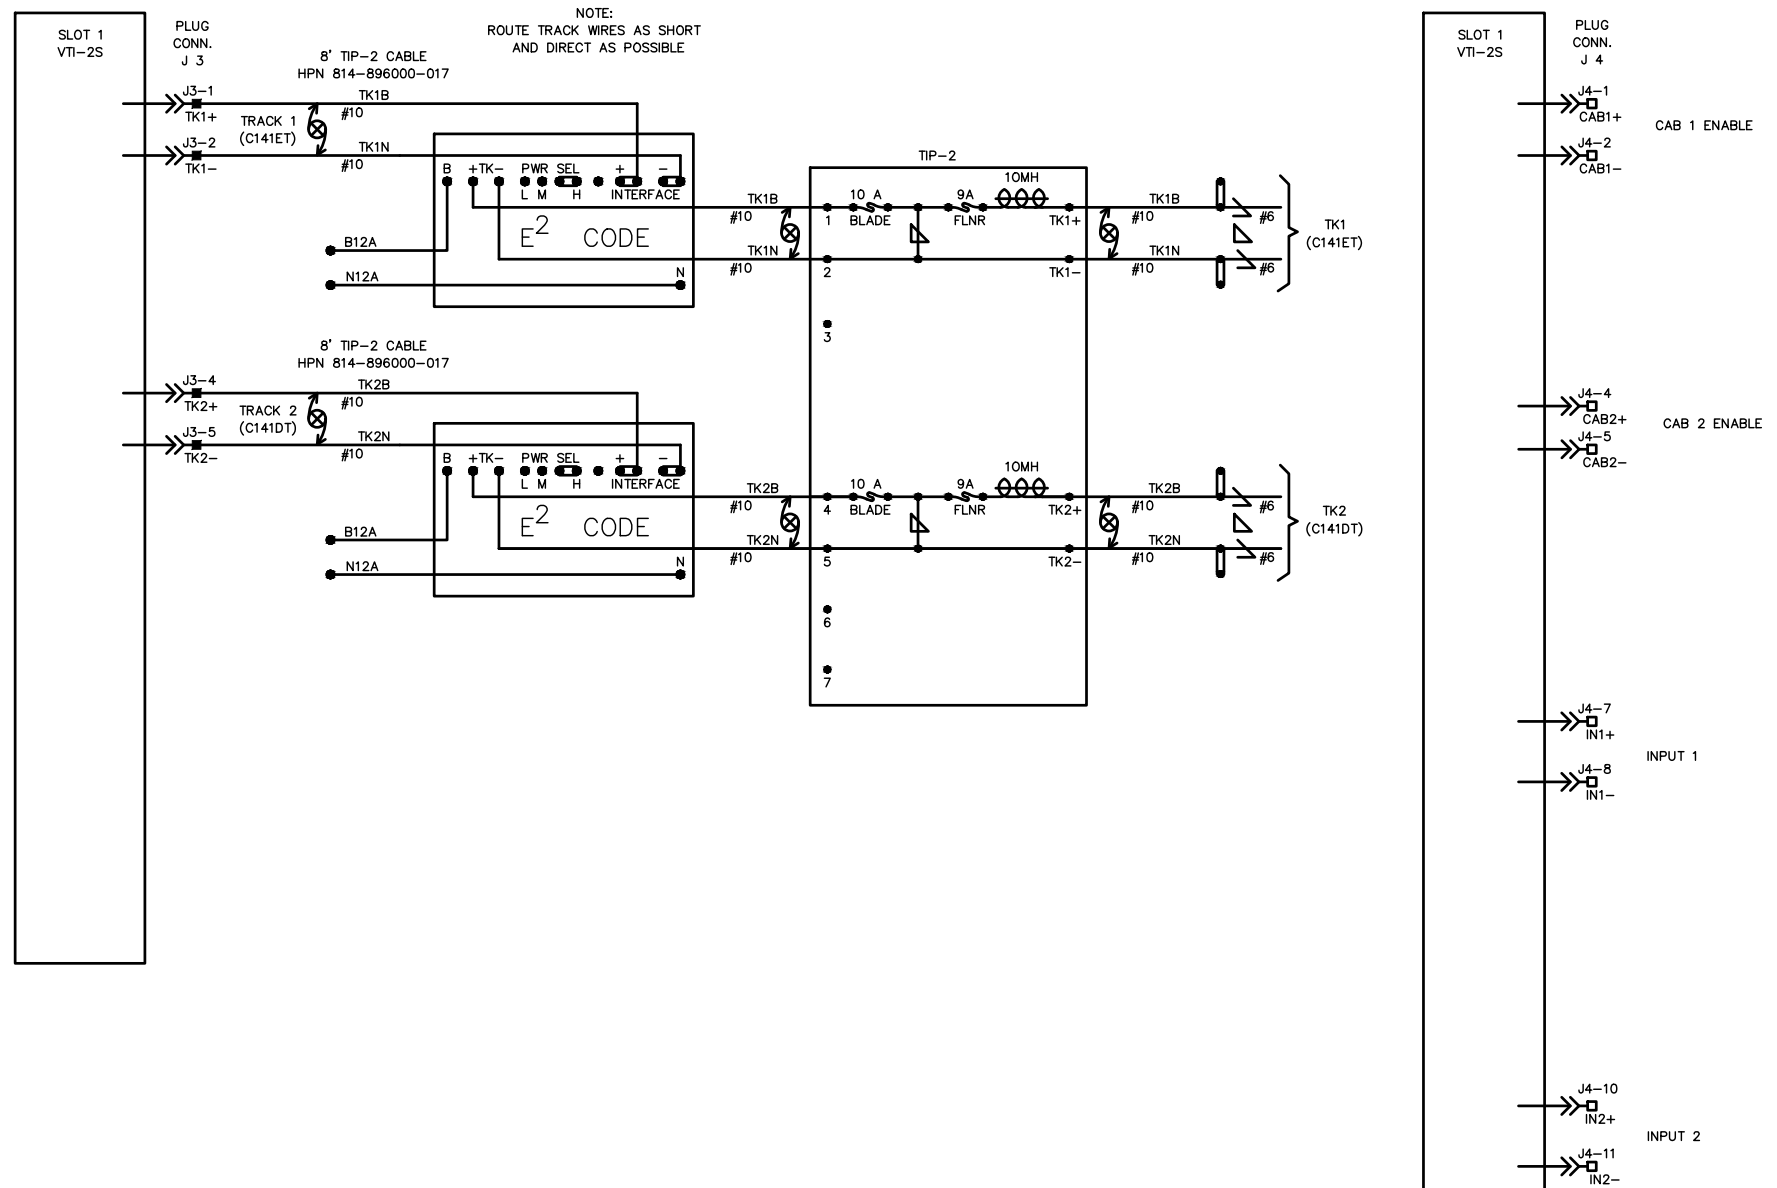 SLOT 1
VTI-2S
PLUG
CONN.
J 3
NOTE:
ROUTE TRACK WIRES AS SHORT
AND DIRECT AS POSSIBLE
8' TIP-2 CABLE
HPN 814-896000-017
J3-1
TK1+
TK1B
#10
TRACK 1
(C141ET)
J3-2
TK1-
TK1N
#10
B +TK- PWR SEL + -
L M H INTERFACE
E2 CODE
B12A
N12A
N
TK1B
#10
TK1N
#10
TIP-2
1
10 A
BLADE
9A
FLNR
10MH
TK1+
2
TK1-
3
TK1B
#10
#6
TK1N
#10
#6
TK1
(C141ET)
8' TIP-2 CABLE
HPN 814-896000-017
J3-4
TK2+
TK2B
#10
TRACK 2
(C141DT)
J3-5
TK2-
TK2N
#10
B +TK- PWR SEL + -
L M H INTERFACE
E2 CODE
B12A
N12A
N
TK2B
#10
TK2N
#10
4
10 A
BLADE
9A
FLNR
10MH
TK2+
5
TK2-
6
7
TK2B
#10
#6
TK2N
#10
#6
TK2
(C141DT)
SLOT 1
VTI-2S
PLUG
CONN.
J 4
J4-1
CAB1+
CAB 1 ENABLE
J4-2
CAB1-
J4-4
CAB2+
CAB 2 ENABLE
J4-5
CAB2-
J4-7
IN1+
INPUT 1
J4-8
IN1-
J4-10
IN2+
INPUT 2
J4-11
IN2-